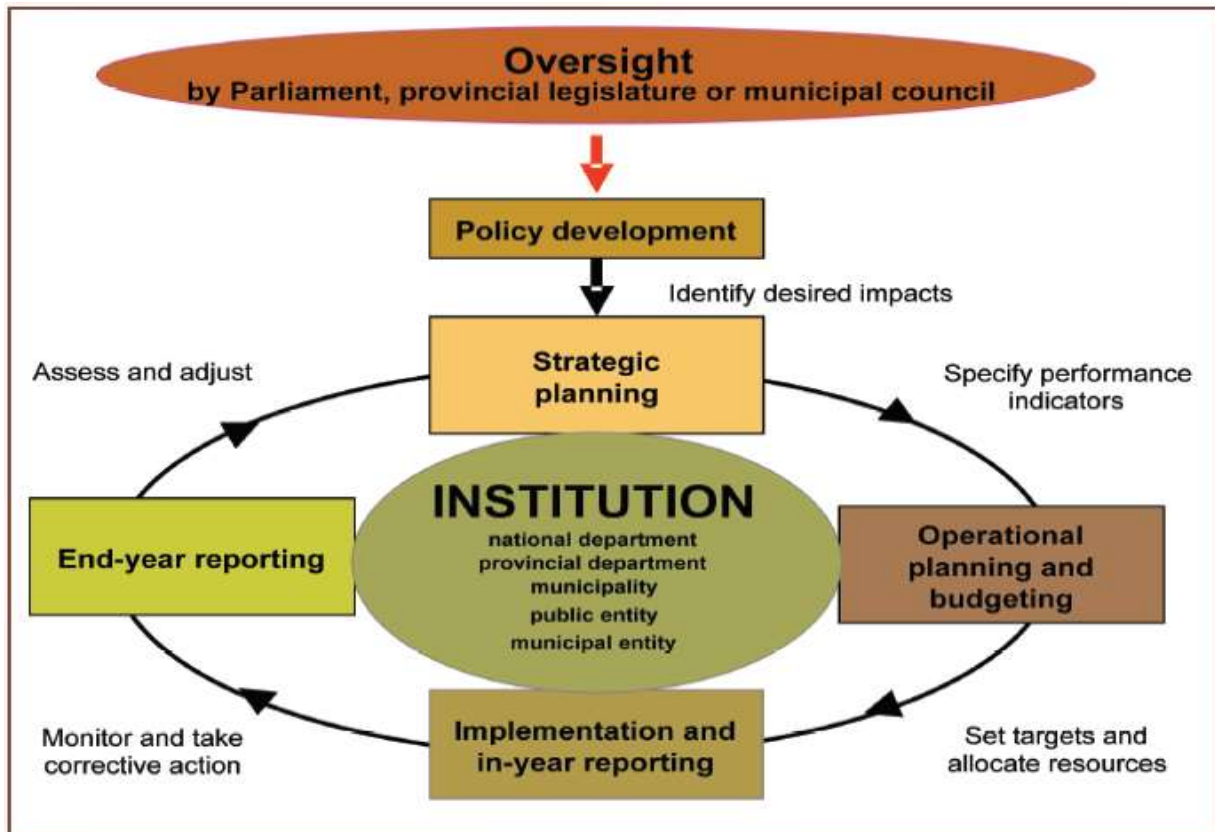 Oversight
by Parliament, provincial legislature or municipal council
Policy development
Identify desired impacts
Strategic
planning
Assess and adjust
Specify performance
indicators
INSTITUTION
national department
provincial department
municipality
public entity
municipal entity
End-year reporting
Operational
planning and
budgeting
Implementation and
in-year reporting
Monitor and take
corrective action
Set targets and
allocate resources